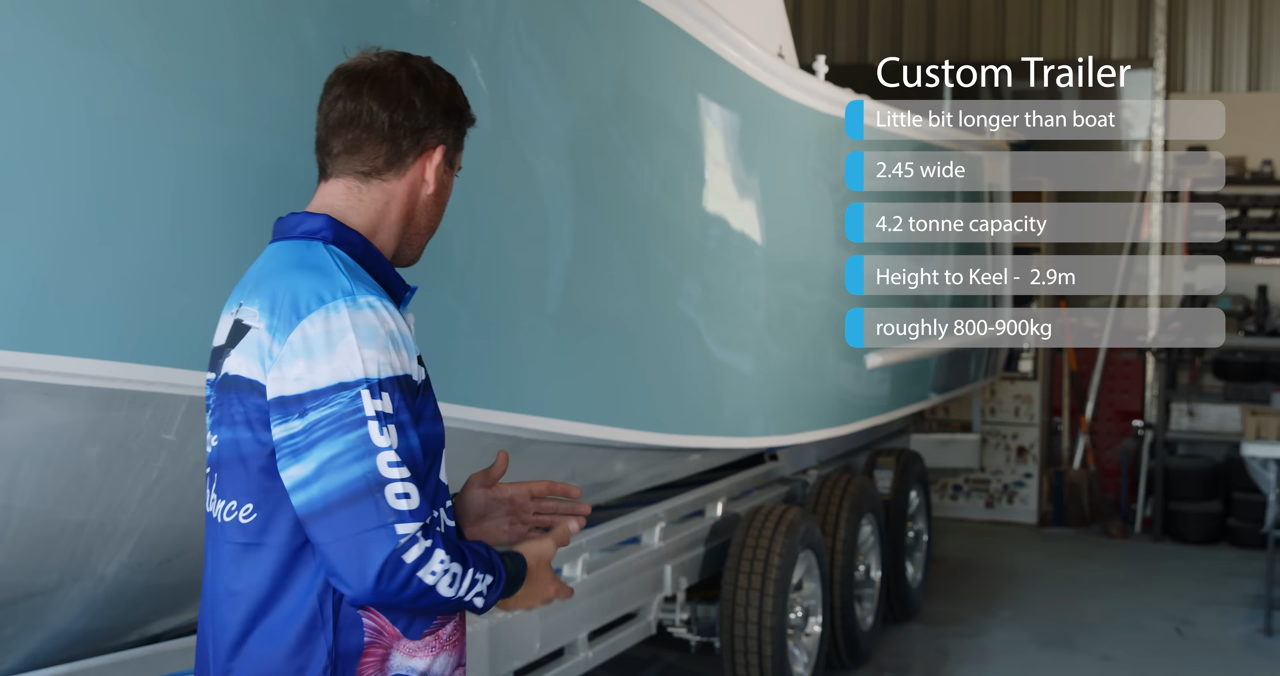 Custom Trailer
Little bit longer than boat
2.45 wide
4.2 tonne capacity
Height to Keel - 2.9m
roughly 800-900kg
1300
BOATS